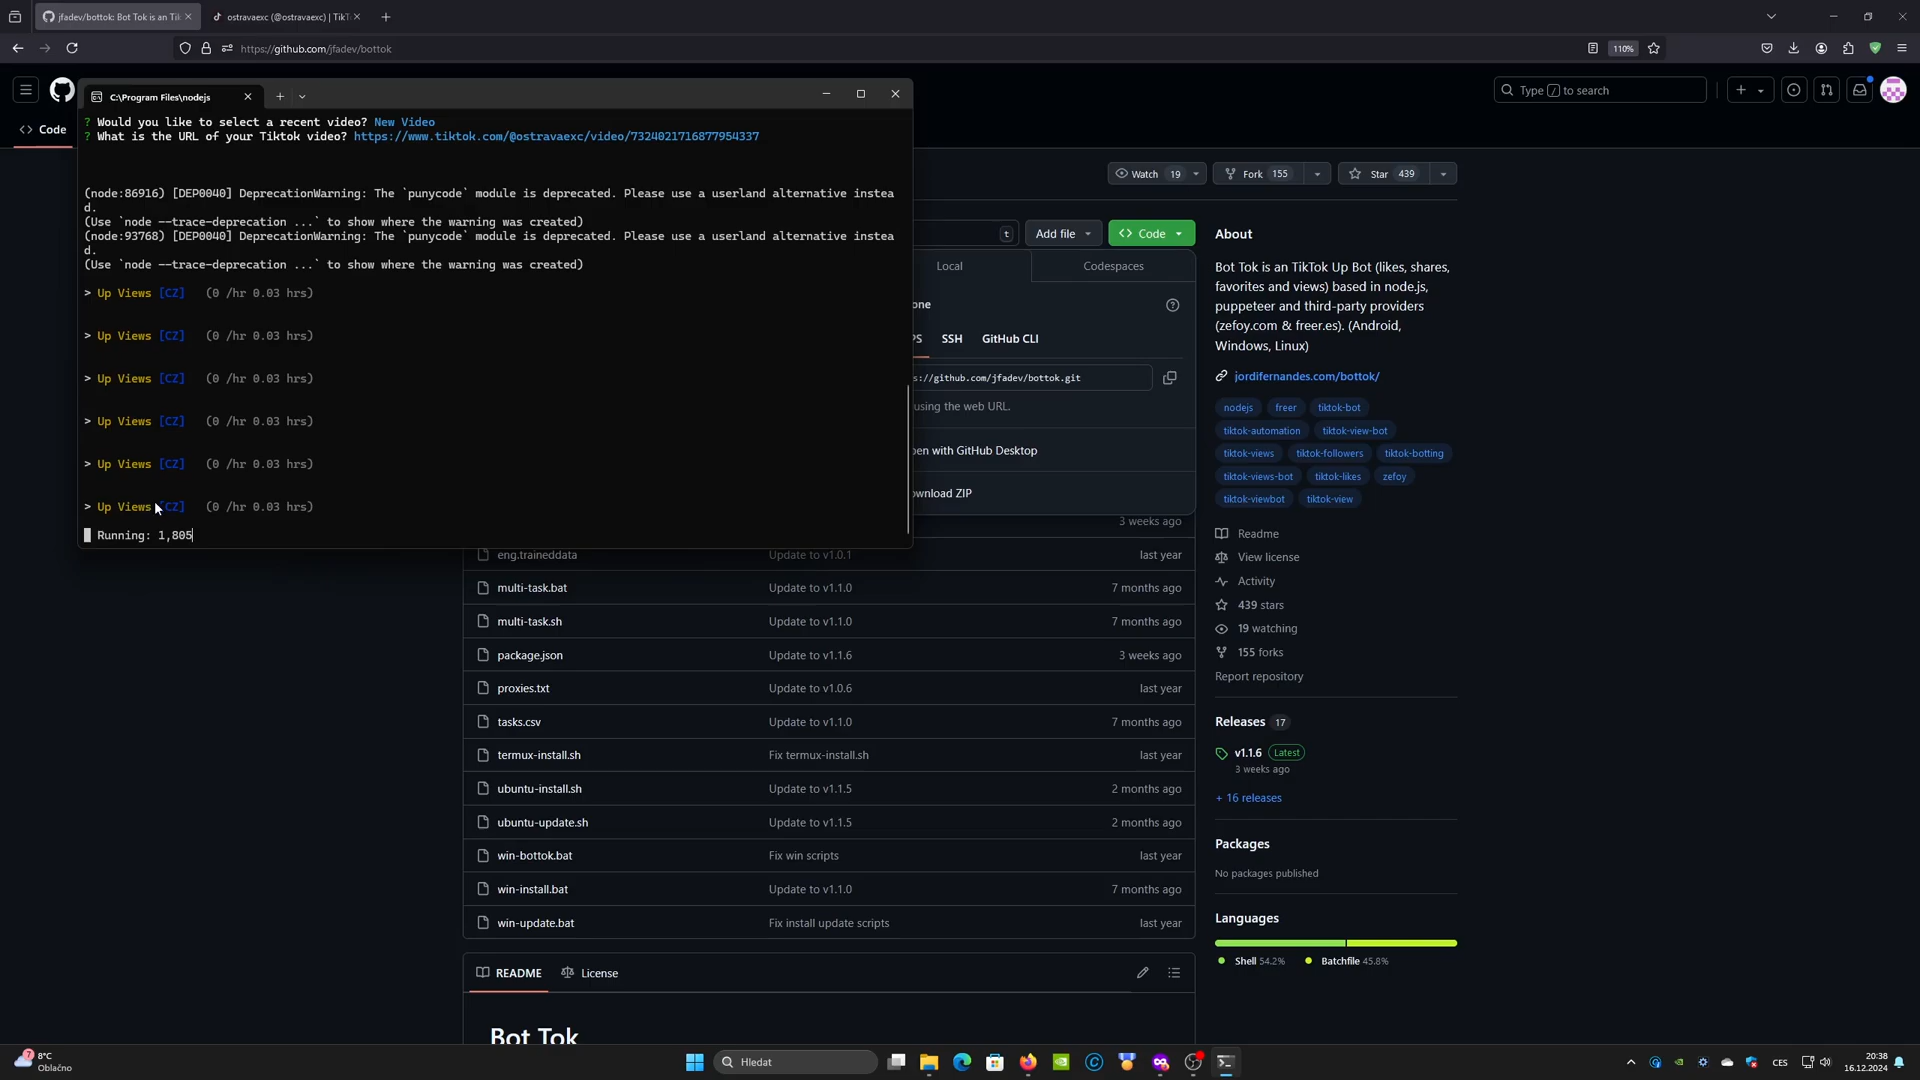 jfadev/bottok: Bot Tok is an Tik
ostravaexc (@ostravaexc) | TikT
https://github.com/jfadev/bottok
110%
Type / to search
Code
C:\Program Files\nodejs
? Would you like to select a recent video? New Video
? What is the URL of your Tiktok video? https://www.tiktok.com/@ostravaexc/video/7324021716877954337
(node:86916) [DEP0040] DeprecationWarning: The `punycode` module is deprecated. Please use a userland alternative instea
d.
(Use `node --trace-deprecation ...` to show where the warning was created)
(node:93768) [DEP0040] DeprecationWarning: The `punycode` module is deprecated. Please use a userland alternative instea
d.
(Use `node --trace-deprecation ...` to show where the warning was created)
> Up Views [CZ] (0 /hr 0.03 hrs)
> Up Views [CZ] (0 /hr 0.03 hrs)
> Up Views [CZ] (0 /hr 0.03 hrs)
> Up Views [CZ] (0 /hr 0.03 hrs)
> Up Views [CZ] (0 /hr 0.03 hrs)
> Up Views [CZ] (0 /hr 0.03 hrs)
Running: 1,805
Watch 19
Fork 155
Star 439
t
Add file
Code
Local
Codespaces
one
PS
SSH
GitHub CLI
s://github.com/jfadev/bottok.git
using the web URL.
pen with GitHub Desktop
ownload ZIP
3 weeks ago
eng.traineddata Update to v1.0.1 last year
multi-task.bat Update to v1.1.0 7 months ago
multi-task.sh Update to v1.1.0 7 months ago
package.json Update to v1.1.6 3 weeks ago
proxies.txt Update to v1.0.6 last year
tasks.csv Update to v1.1.0 7 months ago
termux-install.sh Fix termux-install.sh last year
ubuntu-install.sh Update to v1.1.5 2 months ago
ubuntu-update.sh Update to v1.1.5 2 months ago
win-bottok.bat Fix win scripts last year
win-install.bat Update to v1.1.0 7 months ago
win-update.bat Fix install update scripts last year
README
License
Bot Tok
About
Bot Tok is an TikTok Up Bot (likes, shares,
favorites and views) based in node.js,
puppeteer and third-party providers
(zefoy.com & freer.es). (Android,
Windows, Linux)
jordifernandes.com/bottok/
nodejs freer tiktok-bot
tiktok-automation tiktok-view-bot
tiktok-views tiktok-followers tiktok-botting
tiktok-views-bot tiktok-likes zefoy
tiktok-viewbot tiktok-view
Readme
View license
Activity
439 stars
19 watching
155 forks
Report repository
Releases 17
v1.1.6 Latest
3 weeks ago
+ 16 releases
Packages
No packages published
Languages
Shell 54.2% Batchfile 45.8%
7
8°C
Oblačno
Hledat
CES
20:38
16.12.2024